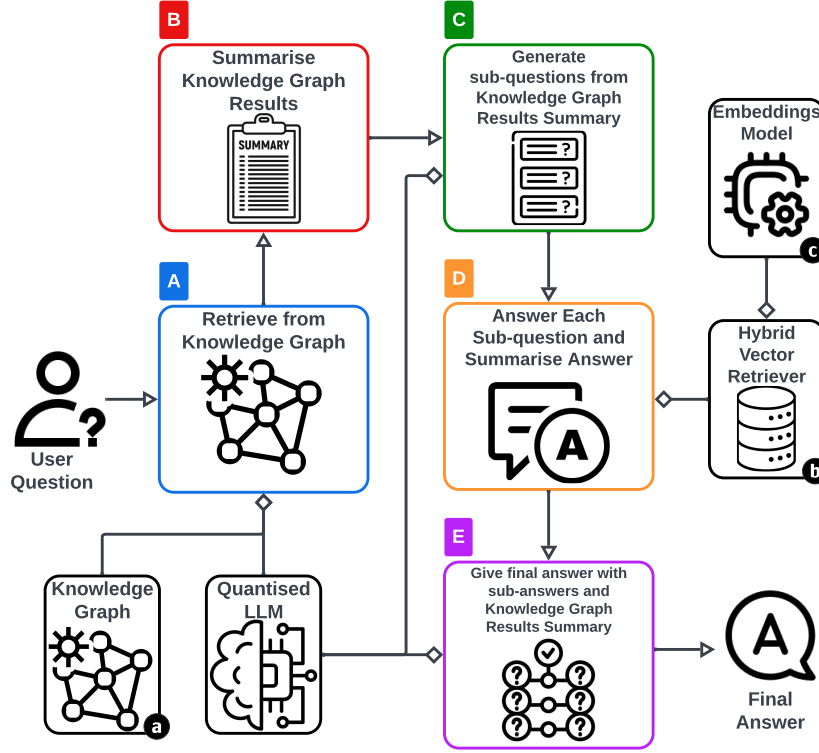 B
Summarise
Knowledge Graph
Results
SUMMARY
C
Generate
sub-questions from
Knowledge Graph
Results Summary
?
?
?
Embeddings
Model
c
A
Retrieve from
Knowledge Graph
D
Answer Each
Sub-question and
Summarise Answer
A
Hybrid
Vector
Retriever
b
?
User
Question
E
Give final answer with
sub-answers and
Knowledge Graph
Results Summary
? ?
? ?
? ?
Knowledge
Graph
a
Quantised
LLM
A
Final
Answer